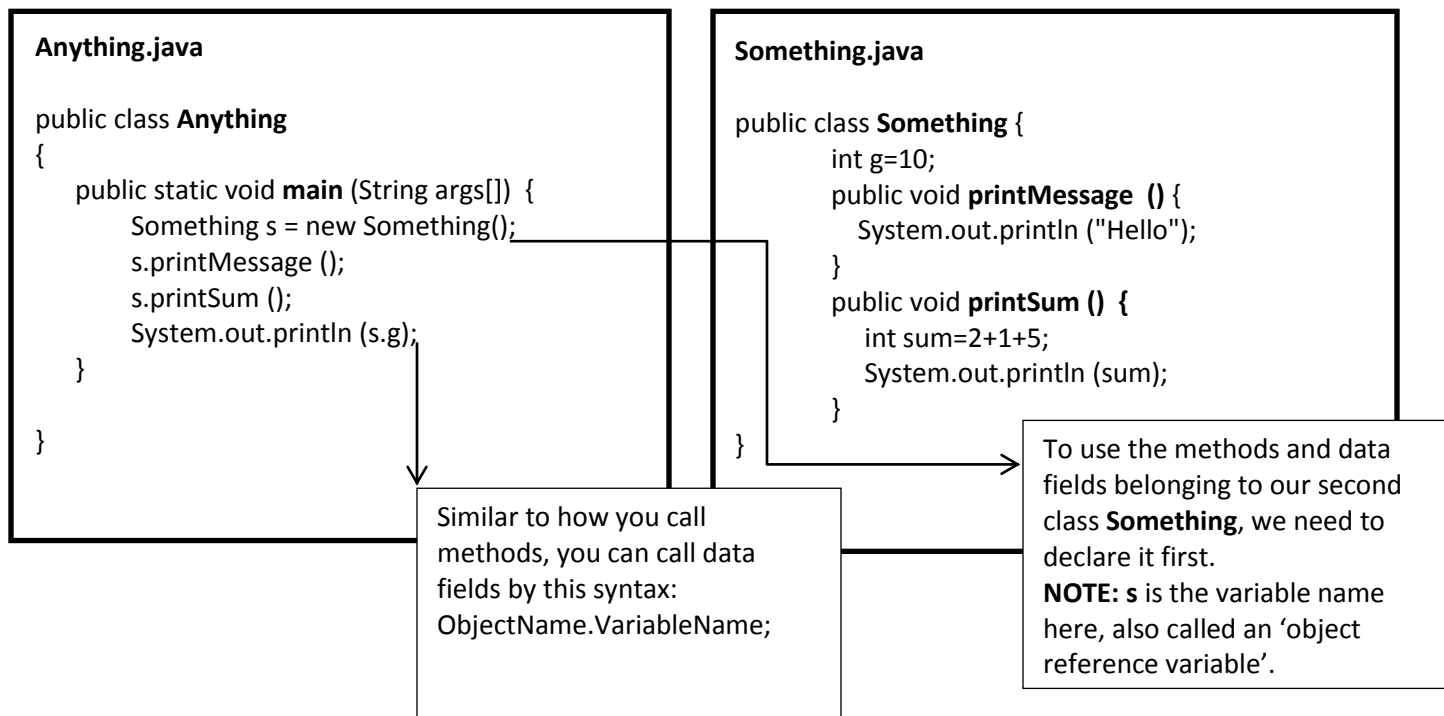 Anything.java
public class Anything
{
public static void main (String args[]) {
Something s = new Something();
s.printMessage ();
s.printSum ();
System.out.println (s.g);
}
}
Similar to how you call
methods, you can call data
fields by this syntax:
ObjectName.VariableName;
Something.java
public class Something {
int g=10;
public void printMessage () {
System.out.println ("Hello");
}
public void printSum () {
int sum=2+1+5;
System.out.println (sum);
}
}
To use the methods and data
fields belonging to our second
class Something, we need to
declare it first.
NOTE: s is the variable name
here, also called an ‘object
reference variable’.